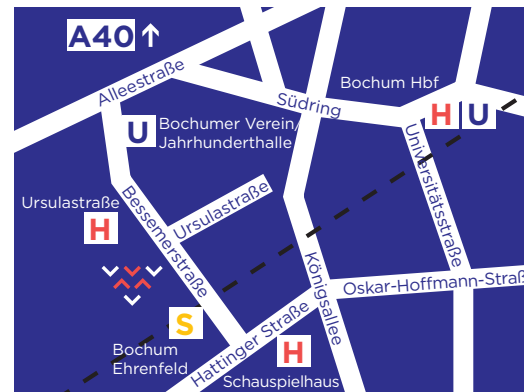 A40 ↑
Alleestraße
Südring
Bochum Hbf
H U
U Bochumer Verein/
Jahrhunderthalle
Universitätsstraße
Ursulastraße
H
Bessemerstraße
Ursulastraße
Königsallee
Oskar-Hoffmann-Straß
S
Bochum
Ehrenfeld
Hattinger Straße
H
Schauspielhaus